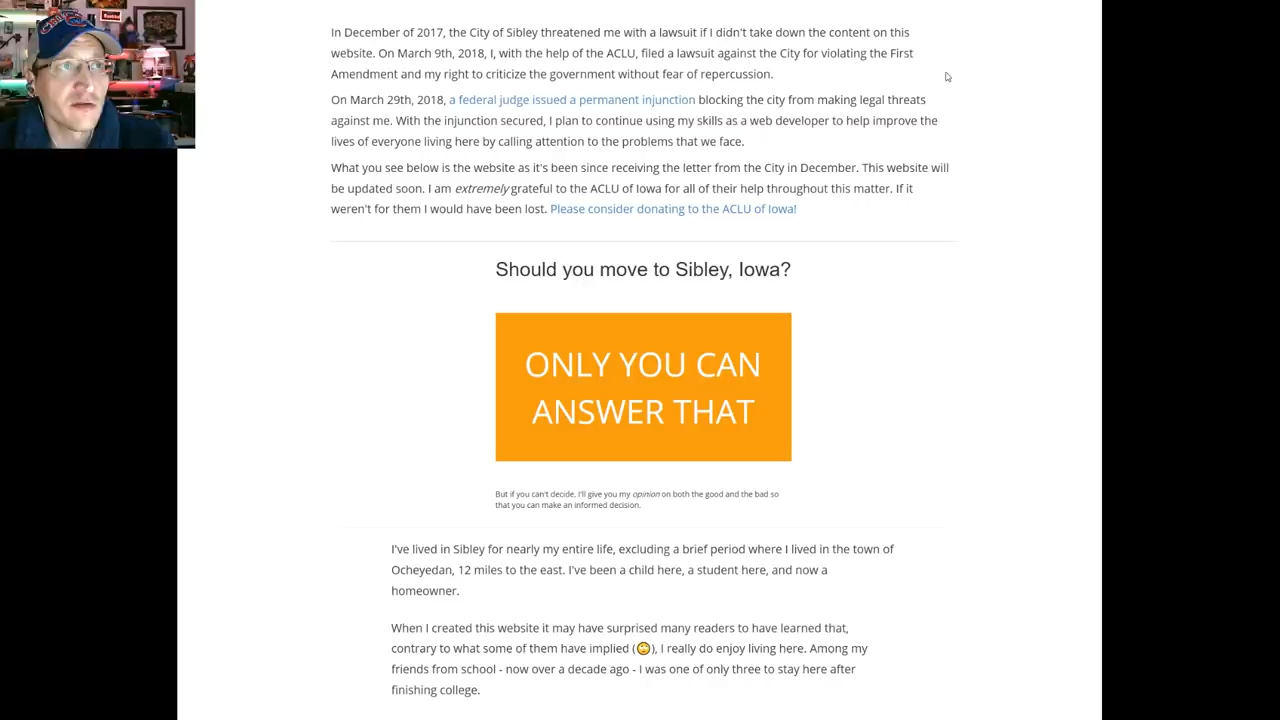 In December of 2017, the City of Sibley threatened me with a lawsuit if I didn't take down the content on this
website. On March 9th, 2018, I, with the help of the ACLU, filed a lawsuit against the City for violating the First
Amendment and my right to criticize the government without fear of repercussion.
On March 29th, 2018, a federal judge issued a permanent injunction blocking the city from making legal threats
against me. With the injunction secured, I plan to continue using my skills as a web developer to help improve the
lives of everyone living here by calling attention to the problems that we face.
What you see below is the website as it's been since receiving the letter from the City in December. This website will
be updated soon. I am extremely grateful to the ACLU of Iowa for all of their help throughout this matter. If it
weren't for them I would have been lost. Please consider donating to the ACLU of Iowa!
Should you move to Sibley, Iowa?
ONLY YOU CAN
ANSWER THAT
But if you can't decide, I'll give you my opinion on both the good and the bad so
that you can make an informed decision.
I've lived in Sibley for nearly my entire life, excluding a brief period where I lived in the town of
Ocheyedan, 12 miles to the east. I've been a child here, a student here, and now a
homeowner.
When I created this website it may have surprised many readers to have learned that,
contrary to what some of them have implied (🙄), I really do enjoy living here. Among my
friends from school - now over a decade ago - I was one of only three to stay here after
finishing college.